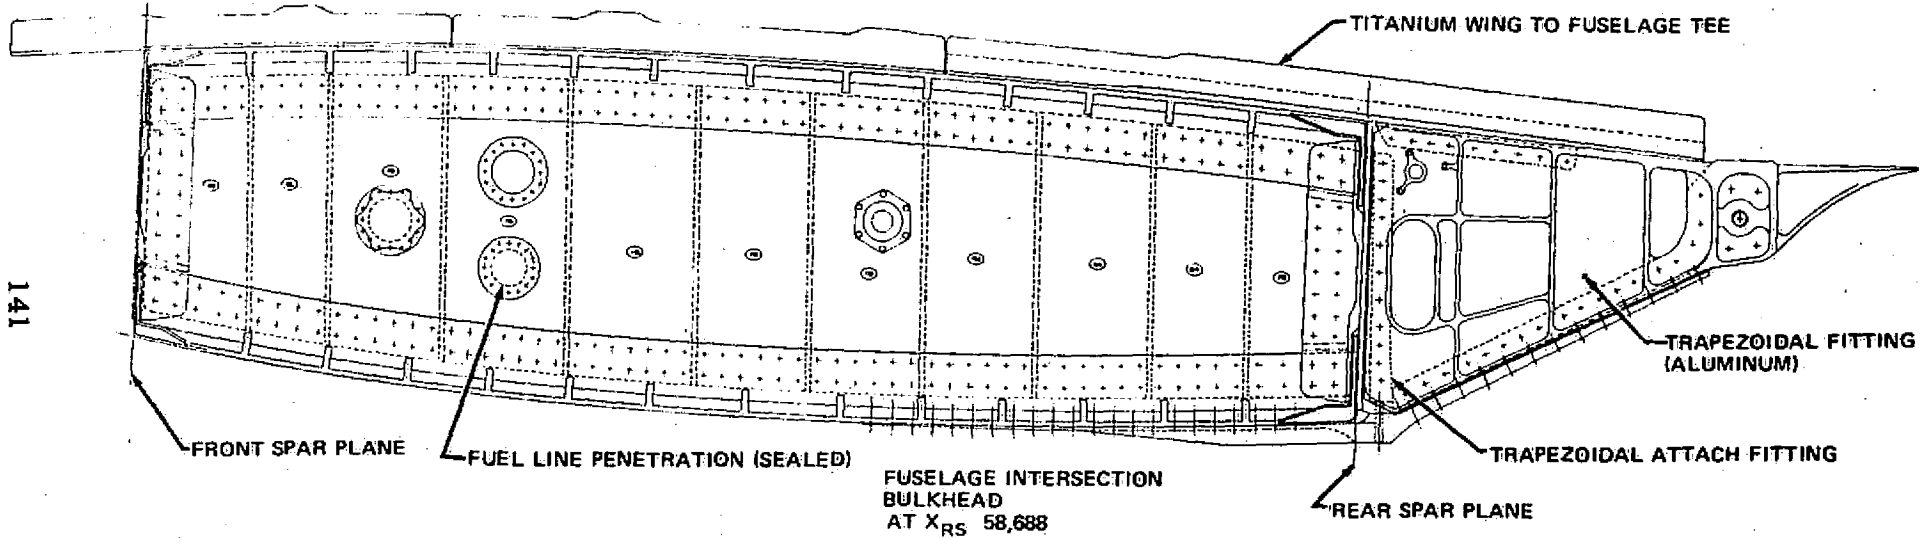 TITANIUM WING TO FUSELAGE TEE
141
TRAPEZOIDAL FITTING
(ALUMINUM)
FRONT SPAR PLANE
FUEL LINE PENETRATION (SEALED)
TRAPEZOIDAL ATTACH FITTING
FUSELAGE INTERSECTION
BULKHEAD
AT XRS 58,688
REAR SPAR PLANE